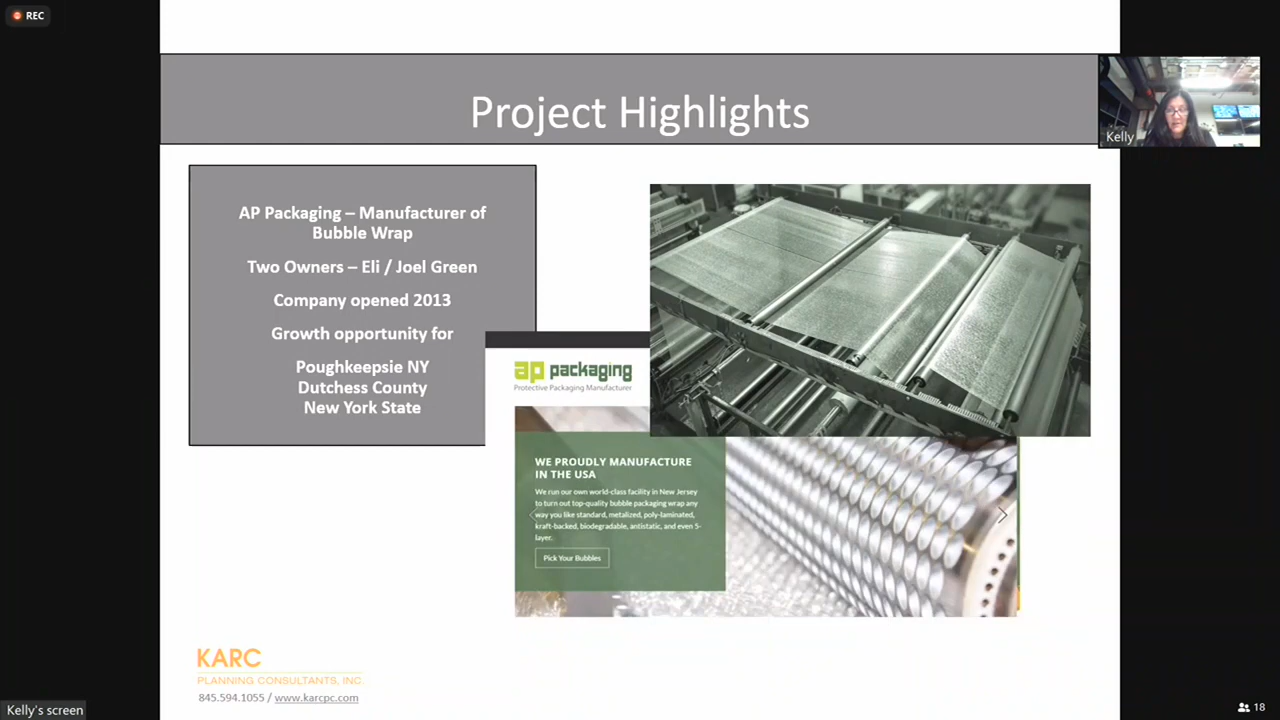 REC
Project Highlights
Kelly
AP Packaging – Manufacturer of
Bubble Wrap
Two Owners – Eli / Joel Green
Company opened 2013
Growth opportunity for
Poughkeepsie NY
Dutchess County
New York State
ap packaging
Protective Packaging Manufacturer
WE PROUDLY MANUFACTURE
IN THE USA
We run our own world-class facility in New Jersey
to turn out top-quality bubble packaging wrap any
way you like standard, metalized, poly-laminated,
kraft-backed, biodegradable, antistatic, and even 5-
layer.
Pick Your Bubbles
KARC
PLANNING CONSULTANTS, INC.
845.594.1055 / www.karcpc.com
Kelly's screen
18